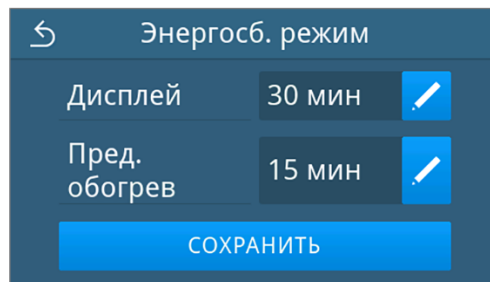 Энергосб. режим
Дисплей 30 мин
Пред.
обогрев 15 мин
СОХРАНИТЬ